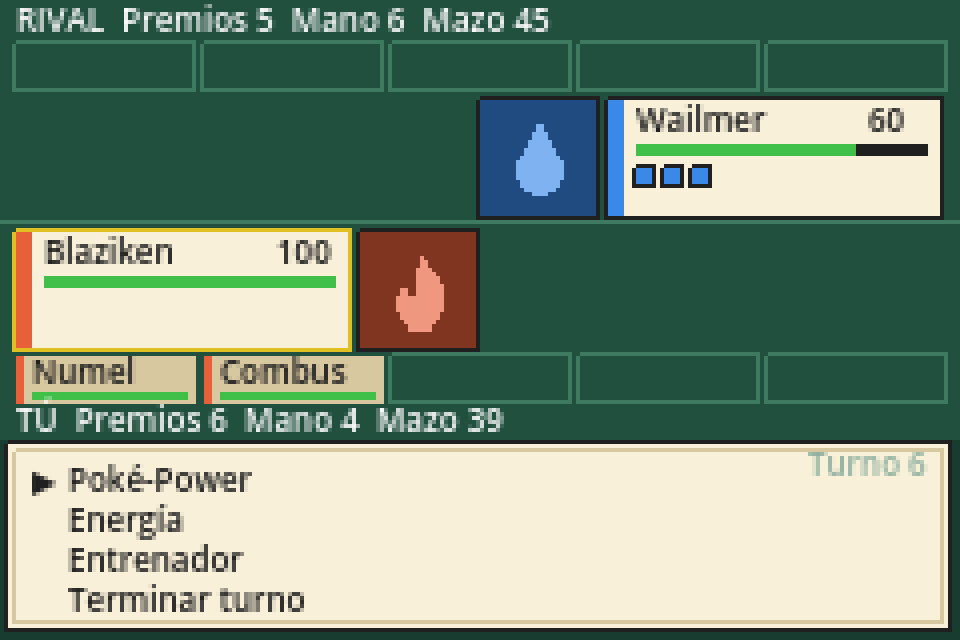 RIVAL Premios 5 Mano 6 Mazo 45
Wailmer 60
Blaziken 100
Numel Combus
TÚ Premios 6 Mano 4 Mazo 39
Turno 6
Poké-Power
Energía
Entrenador
Terminar turno